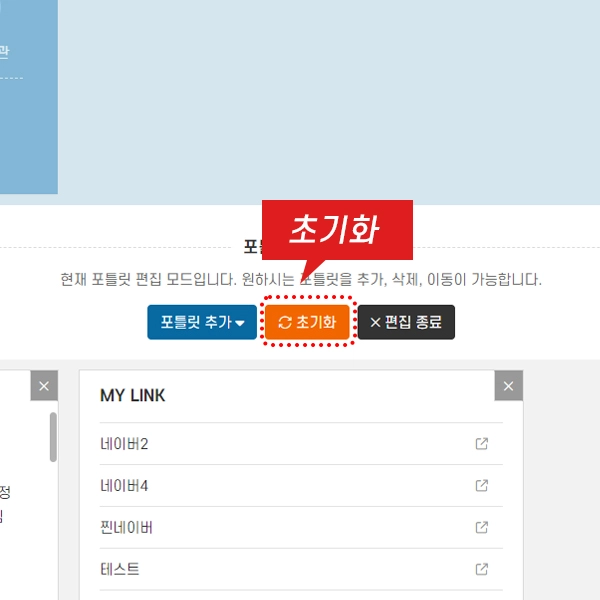 관
초기화
포틀
현재 포틀릿 편집 모드입니다. 원하시는 포틀릿을 추가, 삭제, 이동이 가능합니다.
포틀릿 추가
초기화
편집 종료
MY LINK
네이버2
네이버4
정
찐네이버
테스트